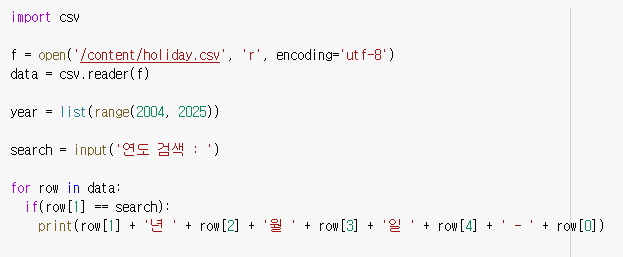 import csv
f = open('/content/holiday.csv', 'r', encoding='utf-8')
data = csv.reader(f)
year = list(range(2004, 2025))
search = input('연도 검색 : ')
for row in data:
  if(row[1] == search):
    print(row[1] + '년 ' + row[2] + '월 ' + row[3] + '일 ' + row[4] + ' - ' + row[0])